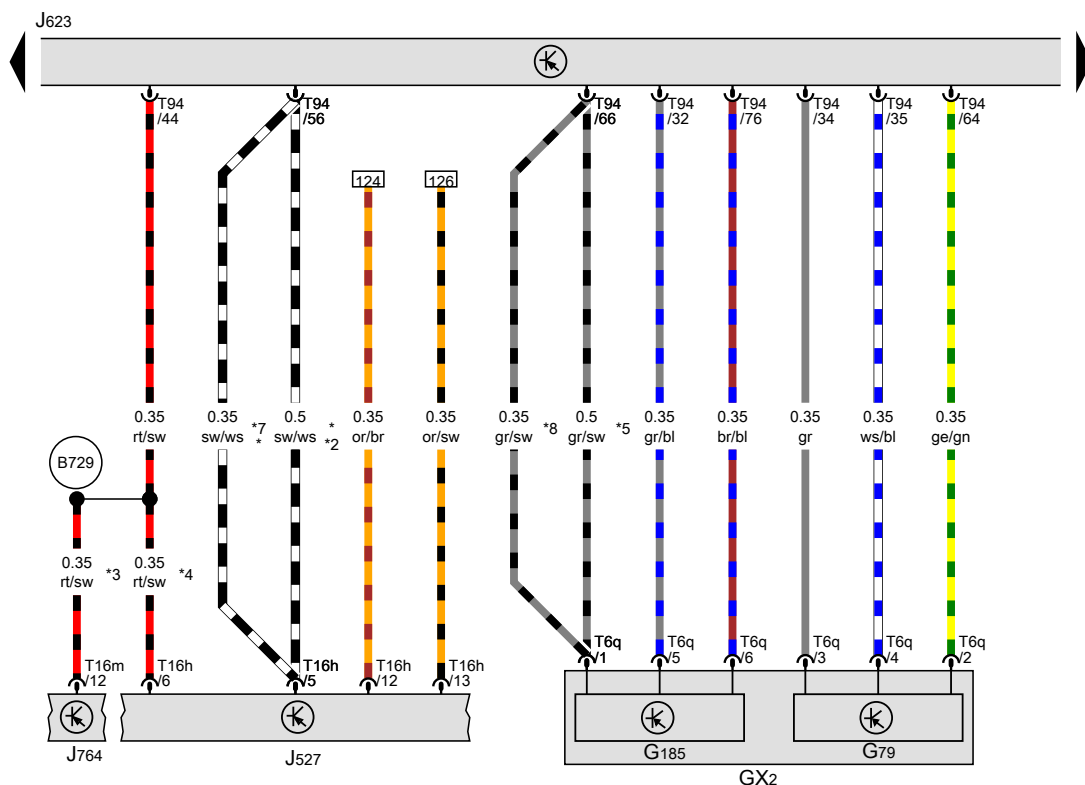 J623
T94 T94 T94 T94 T94 T94 T94 T94
/44 /56 /66 /32 /76 /34 /35 /64
124 126
0.35 0.35 0.5 0.35 0.35 0.35 0.5 0.35 0.35 0.35 0.35 0.35
rt/sw sw/ws *7 sw/ws * or/br or/sw gr/sw *8 gr/sw *5 gr/bl br/bl gr ws/bl ge/gn
* *2
B729
0.35 0.35
rt/sw *3 rt/sw *4
T6q T6q T6q T6q T6q T6q
/1 /5 /6 /3 /4 /2
T16m T16h T16h T16h T16h
/12 /6 /5 /12 /13
J764 J527 G185 G79
GX2